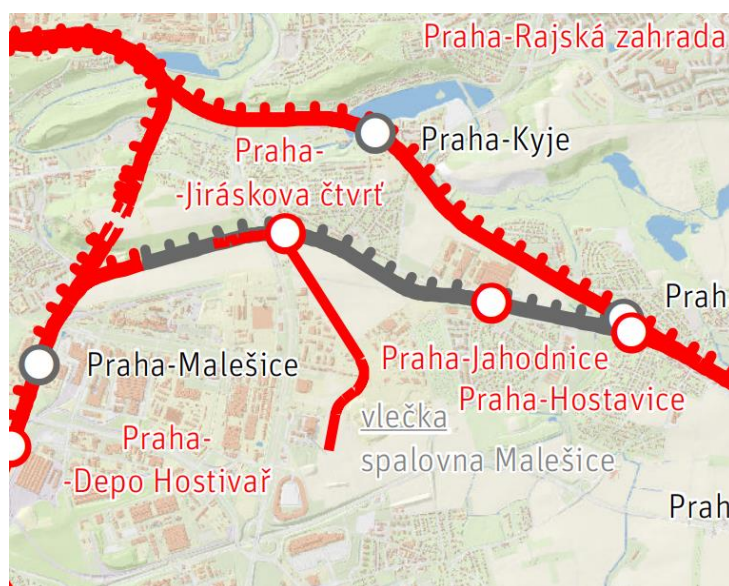 Praha-Rajská zahrada
Praha-Kyje
Praha-
-Jiráskova čtvrť
Prah
Praha-Malešice
Praha-Jahodnice
Praha-Hostavice
vlečka
spalovna Malešice
Praha-
-Depo Hostivař
Prah